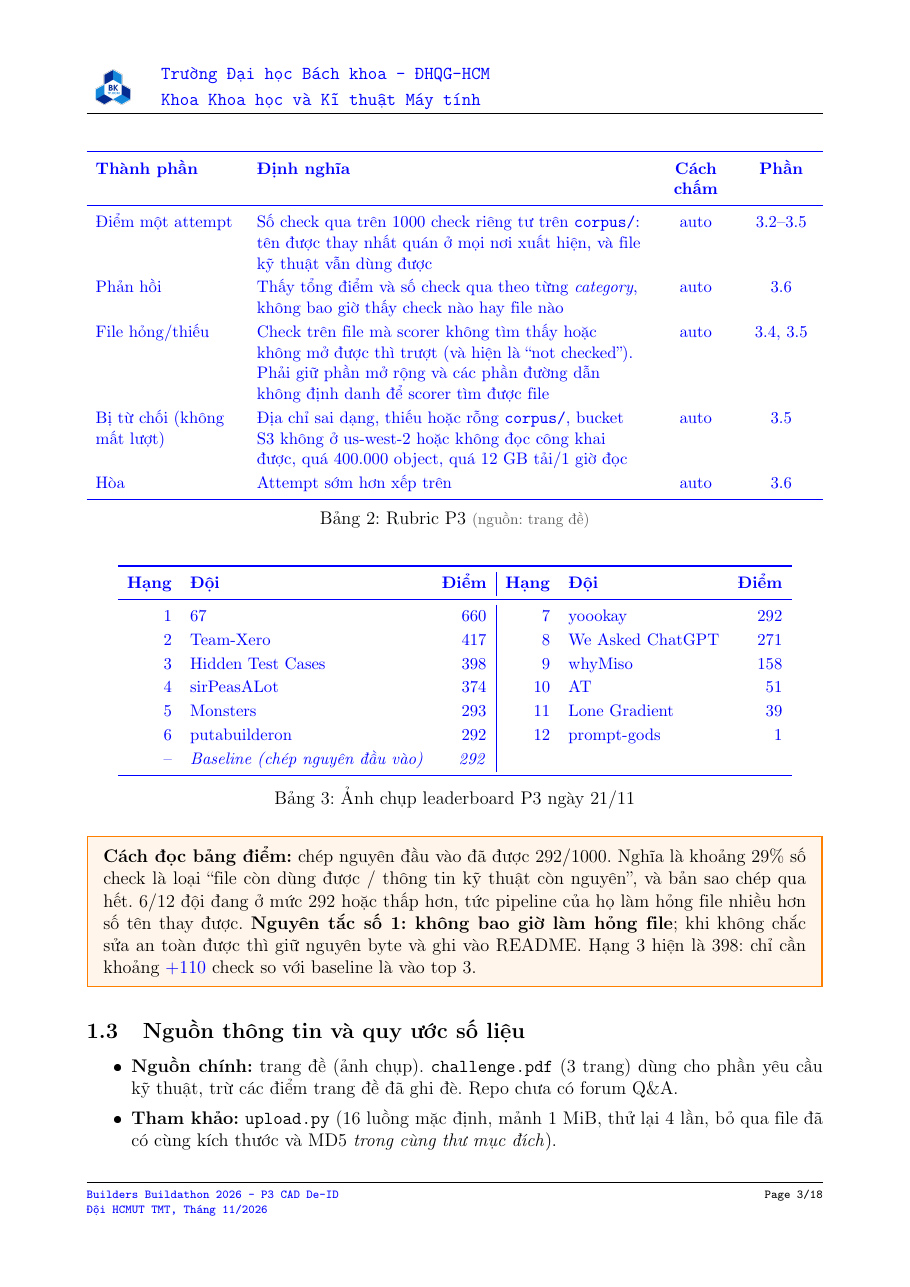 Trường Đại học Bách khoa - ĐHQG-HCM
Khoa Khoa học và Kĩ thuật Máy tính
BK
Thành phần Định nghĩa Cách chấm Phần
Điểm một attempt Số check qua trên 1000 check riêng tư trên corpus/: auto 3.2–3.5
tên được thay nhất quán ở mọi nơi xuất hiện, và file
kỹ thuật vẫn dùng được
Phản hồi Thấy tổng điểm và số check qua theo từng category, auto 3.6
không bao giờ thấy check nào hay file nào
File hỏng/thiếu Check trên file mà scorer không tìm thấy hoặc auto 3.4, 3.5
không mở được thì trượt (và hiện là “not checked”).
Phải giữ phần mở rộng và các phần đường dẫn
không định danh để scorer tìm được file
Bị từ chối (không Địa chỉ sai dạng, thiếu hoặc rỗng corpus/, bucket auto 3.5
mất lượt) S3 không ở us-west-2 hoặc không đọc công khai
được, quá 400.000 object, quá 12 GB tải/1 giờ đọc
Hòa Attempt sớm hơn xếp trên auto 3.6
Bảng 2: Rubric P3 (nguồn: trang đề)
Hạng Đội Điểm Hạng Đội Điểm
1 67 660 7 yoookay 292
2 Team-Xero 417 8 We Asked ChatGPT 271
3 Hidden Test Cases 398 9 whyMiso 158
4 sirPeasALot 374 10 AT 51
5 Monsters 293 11 Lone Gradient 39
6 putabuilderon 292 12 prompt-gods 1
– Baseline (chép nguyên đầu vào) 292
Bảng 3: Ảnh chụp leaderboard P3 ngày 21/11
Cách đọc bảng điểm: chép nguyên đầu vào đã được 292/1000. Nghĩa là khoảng 29% số
check là loại “file còn dùng được / thông tin kỹ thuật còn nguyên”, và bản sao chép qua
hết. 6/12 đội đang ở mức 292 hoặc thấp hơn, tức pipeline của họ làm hỏng file nhiều hơn
số tên thay được. Nguyên tắc số 1: không bao giờ làm hỏng file; khi không chắc
sửa an toàn được thì giữ nguyên byte và ghi vào README. Hạng 3 hiện là 398: chỉ cần
khoảng +110 check so với baseline là vào top 3.
1.3 Nguồn thông tin và quy ước số liệu
• Nguồn chính: trang đề (ảnh chụp). challenge.pdf (3 trang) dùng cho phần yêu cầu
kỹ thuật, trừ các điểm trang đề đã ghi đè. Repo chưa có forum Q&A.
• Tham khảo: upload.py (16 luồng mặc định, mảnh 1 MiB, thử lại 4 lần, bỏ qua file đã
có cùng kích thước và MD5 trong cùng thư mục đích).
Builders Buildathon 2026 - P3 CAD De-ID Page 3/18
Đội HCMUT TMT, Tháng 11/2026